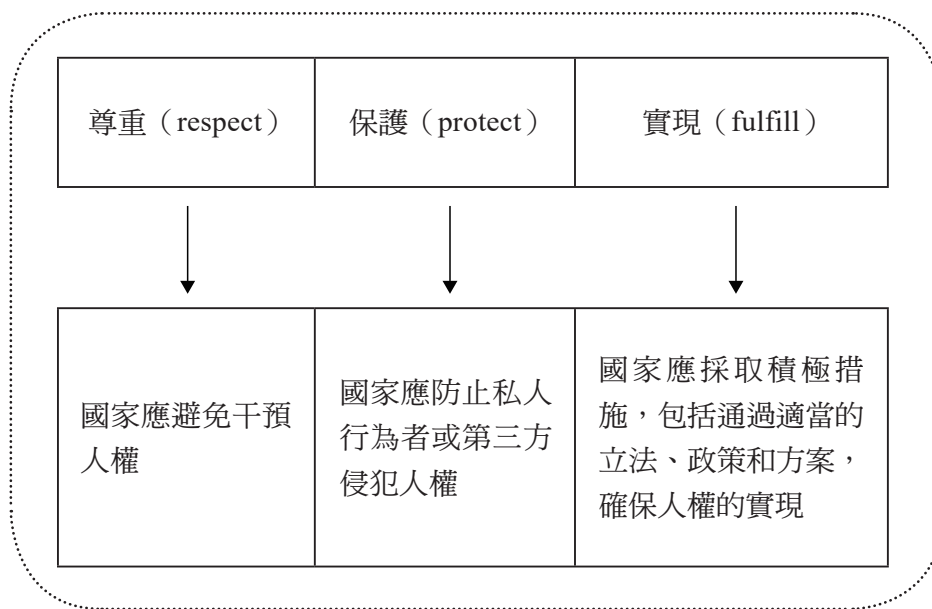 尊重（respect）
保護（protect）
實現（fulfill）
國家應避免干預
人權
國家應防止私人
行為者或第三方
侵犯人權
國家應採取積極措
施，包括通過適當的
立法、政策和方案，
確保人權的實現